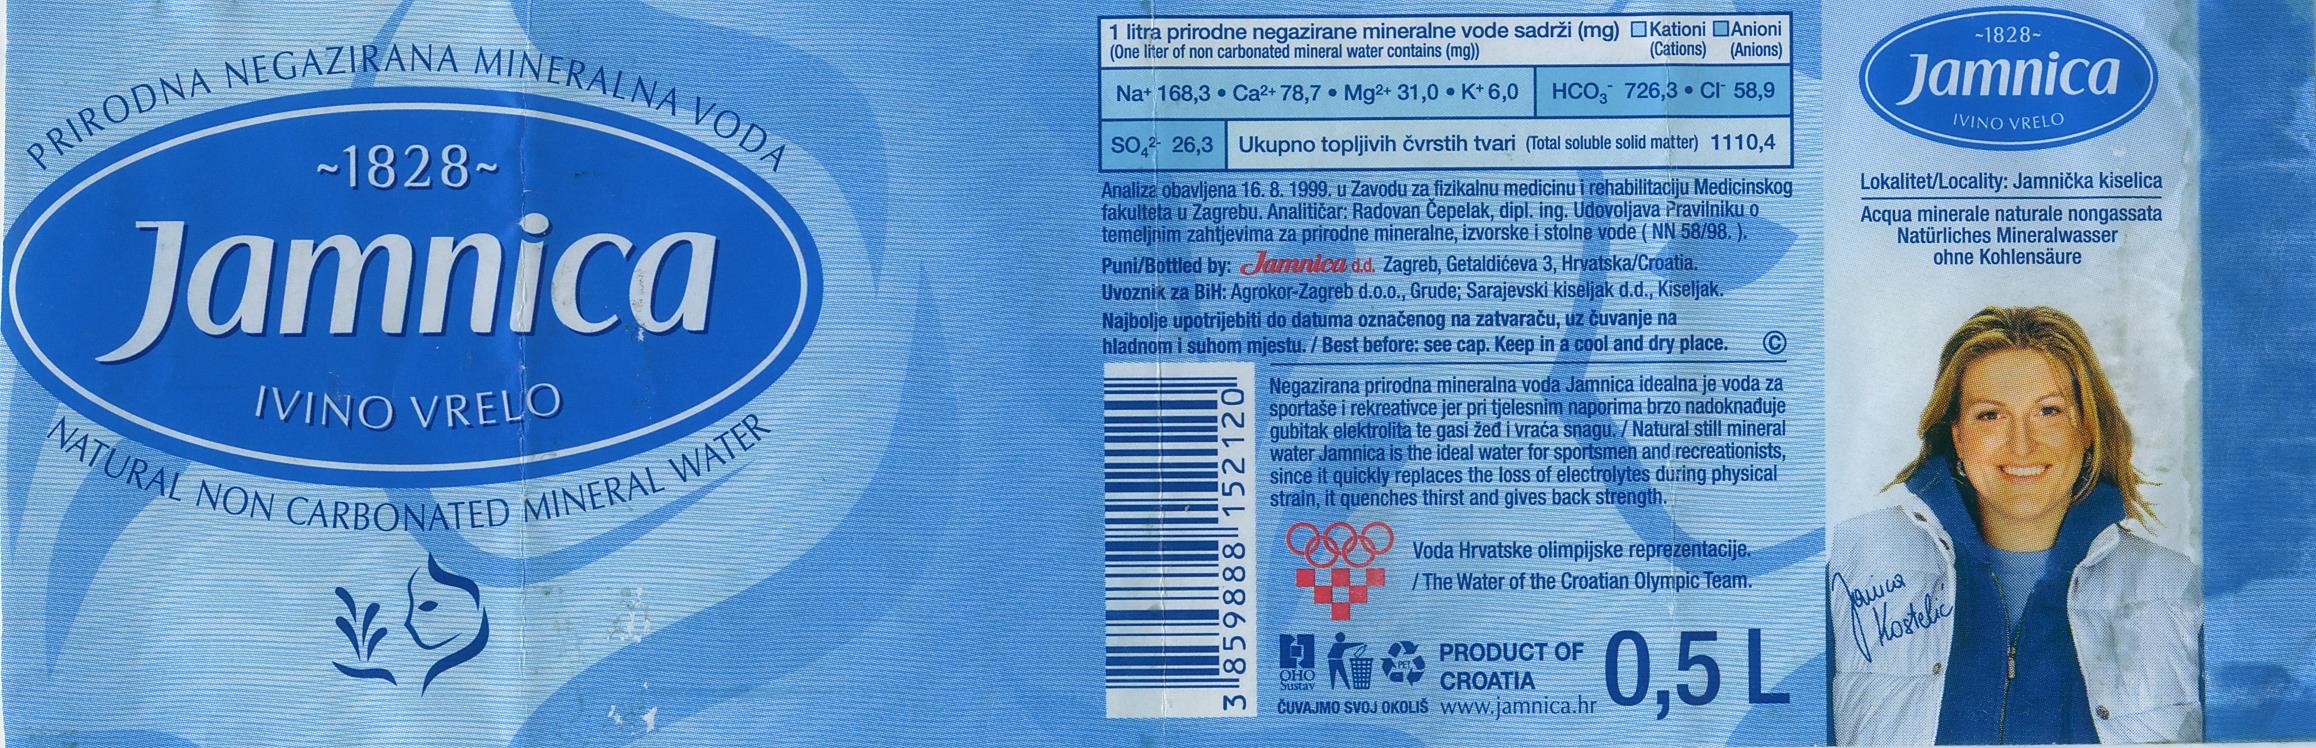 PRIRODNA NEGAZIRANA MINERALNA VODA
~1828~
Jamnica
IVINO VRELO
NATURAL NON CARBONATED MINERAL WATER
1 litra prirodne negazirane mineralne vode sadrži (mg) Kationi Anioni
(One liter of non carbonated mineral water contains (mg)) (Cations) (Anions)
Na⁺ 168,3 • Ca²⁺ 78,7 • Mg²⁺ 31,0 • K⁺ 6,0 HCO₃⁻ 726,3 • Cl⁻ 58,9
SO₄²⁻ 26,3 Ukupno topljivih čvrstih tvari (Total soluble solid matter) 1110,4
Analiza obavljena 16. 8. 1999. u Zavodu za fizikalnu medicinu i rehabilitaciju Medicinskog
fakulteta u Zagrebu. Analitičar: Radovan Čepelak, dipl. ing. Udovoljava Pravilniku o
temeljnim zahtjevima za prirodne mineralne, izvorske i stolne vode ( NN 58/98. ).
Puni/Bottled by: Jamnica d.d. Zagreb, Getaldićeva 3, Hrvatska/Croatia.
Uvoznik za BiH: Agrokor-Zagreb d.o.o., Grude; Sarajevski kiseljak d.d., Kiseljak.
Najbolje upotrijebiti do datuma označenog na zatvaraču, uz čuvanje na
hladnom i suhom mjestu. / Best before: see cap. Keep in a cool and dry place. ©
3 859888 152120
Negazirana prirodna mineralna voda Jamnica idealna je voda za
sportaše i rekreativce jer pri tjelesnim naporima brzo nadoknađuje
gubitak elektrolita te gasi žeđ i vraća snagu. / Natural still mineral
water Jamnica is the ideal water for sportsmen and recreationists,
since it quickly replaces the loss of electrolytes during physical
strain, it quenches thirst and gives back strength.
Voda Hrvatske olimpijske reprezentacije.
/ The Water of the Croatian Olympic Team.
OHO
Sustav
PET
ČUVAJMO SVOJ OKOLIŠ
PRODUCT OF
CROATIA
www.jamnica.hr
0,5 L
~1828~
Jamnica
IVINO VRELO
Lokalitet/Locality: Jamnička kiselica
Acqua minerale naturale nongassata
Natürliches Mineralwasser
ohne Kohlensäure
Janica
Kostelić